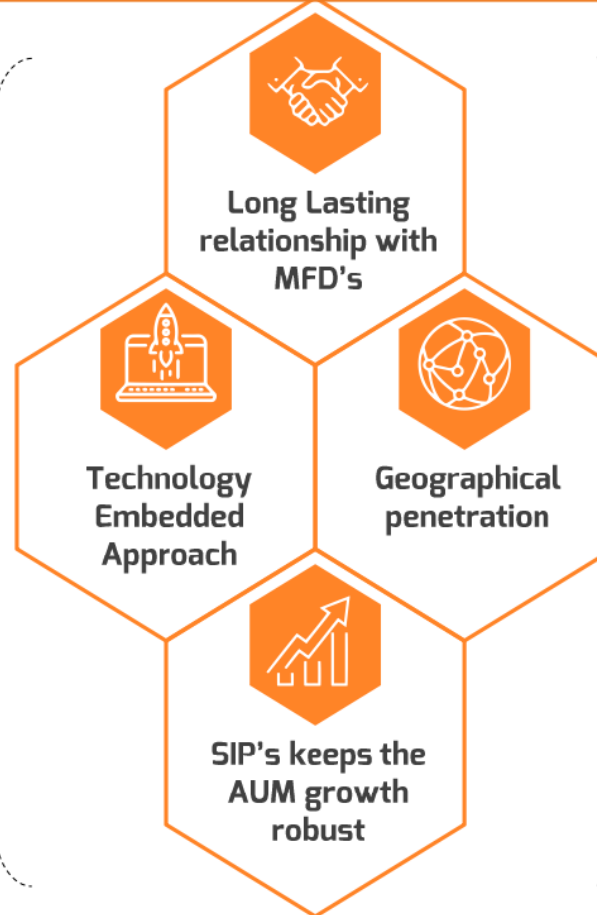 Long Lasting
relationship with
MFD's
Technology
Embedded
Approach
Geographical
penetration
SIP's keeps the
AUM growth
robust